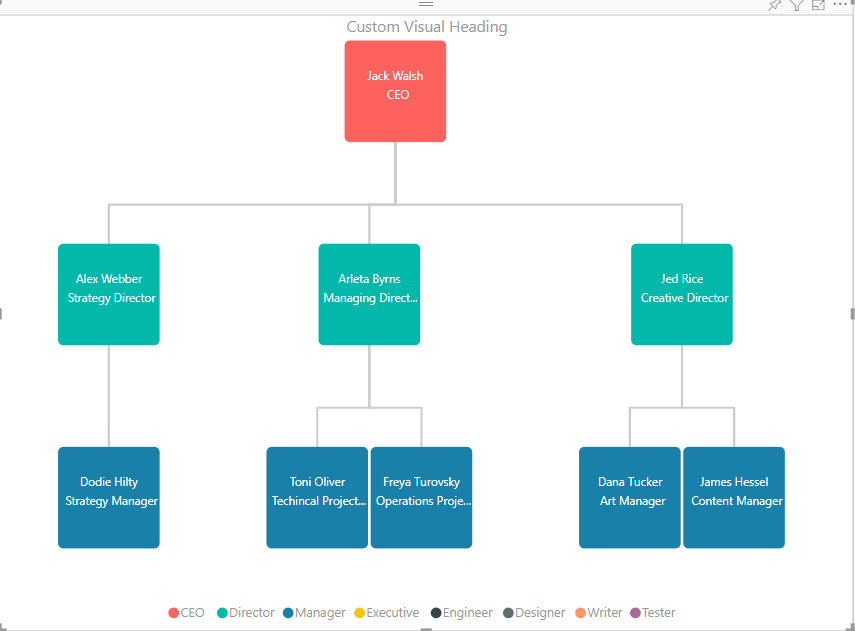 Custom Visual Heading
Jack Walsh
CEO
Alex Webber
Strategy Director
Arleta Byrns
Managing Direct...
Jed Rice
Creative Director
Dodie Hilty
Strategy Manager
Toni Oliver
Techincal Project...
Freya Turovsky
Operations Proje...
Dana Tucker
Art Manager
James Hessel
Content Manager
CEO Director Manager Executive Engineer Designer Writer Tester